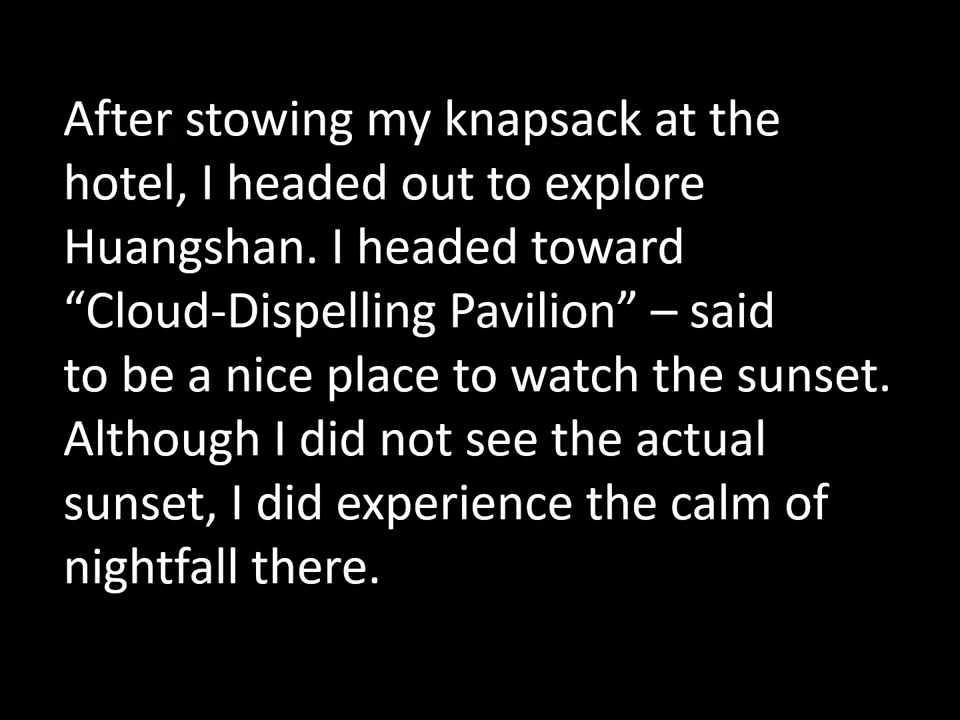 After stowing my knapsack at the
hotel, I headed out to explore
Huangshan. I headed toward
“Cloud-Dispelling Pavilion” – said
to be a nice place to watch the sunset.
Although I did not see the actual
sunset, I did experience the calm of
nightfall there.